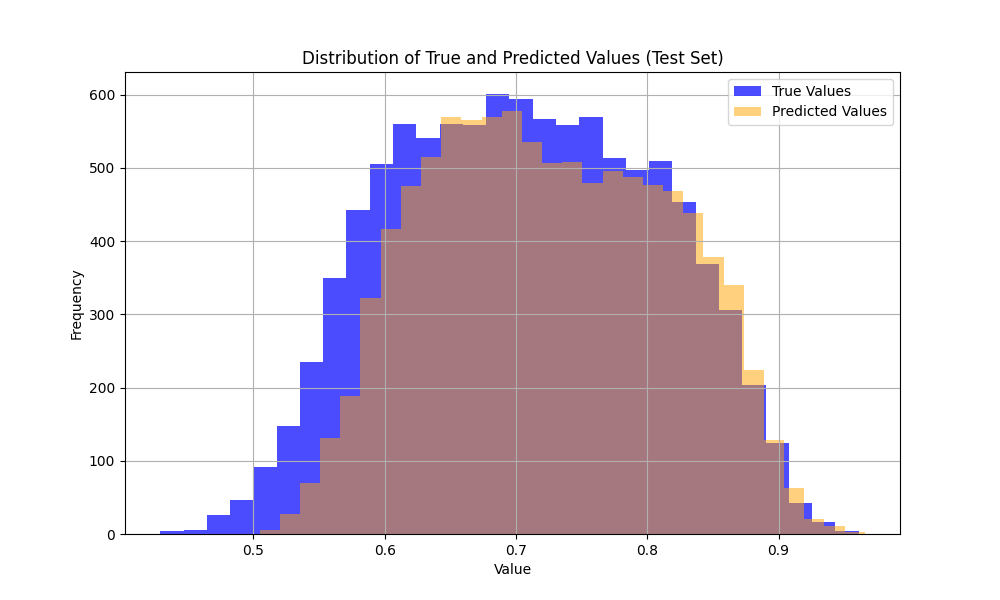 Distribution of True and Predicted Values (Test Set)
True Values
Predicted Values
Frequency
600
500
400
300
200
100
0
0.5 0.6 0.7 0.8 0.9
Value